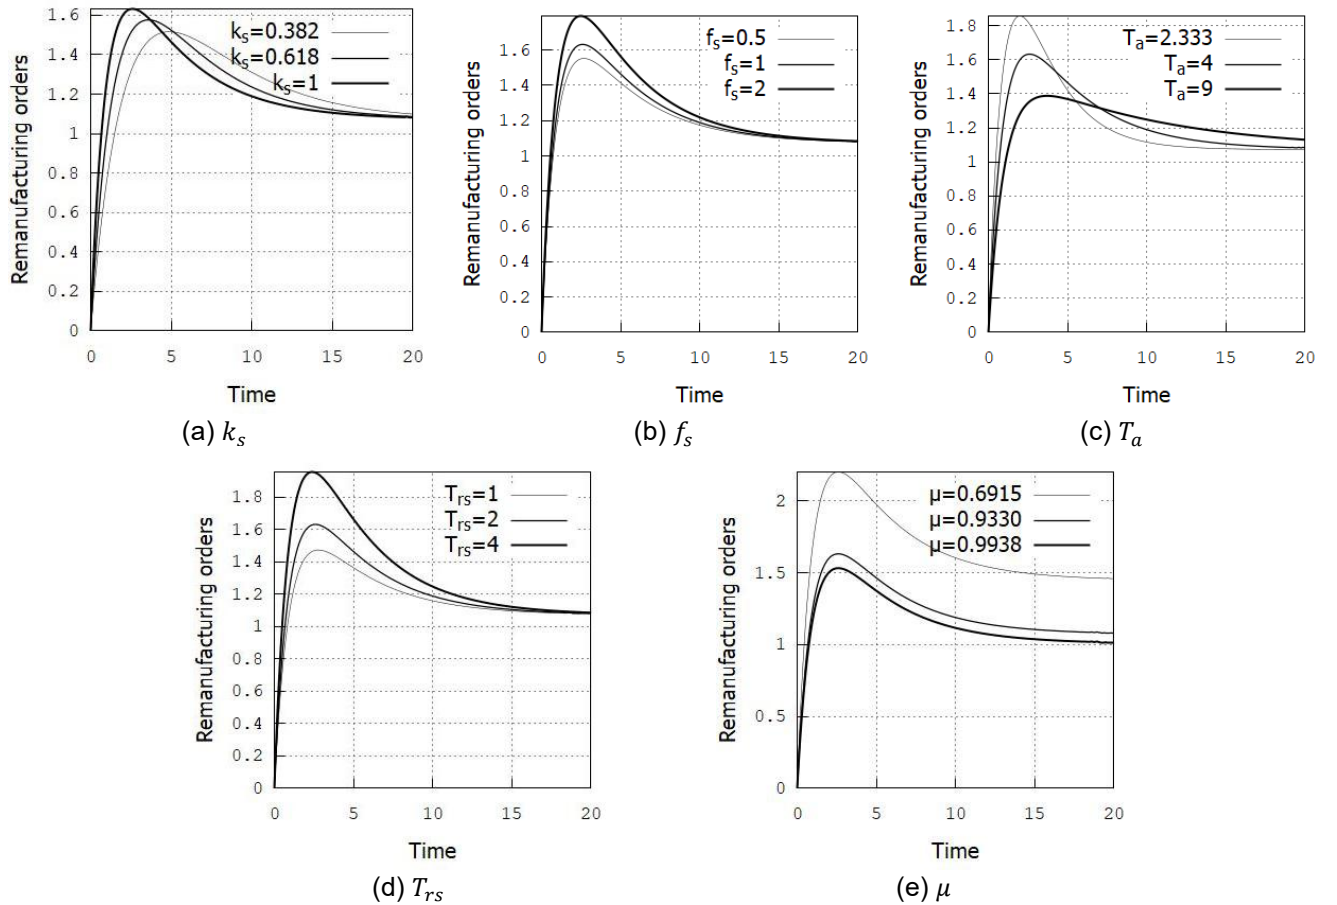 Remanufacturing orders
1.6
1.4
1.2
1
0.8
0.6
0.4
0.2
0
kₛ=0.382
kₛ=0.618
kₛ=1
0 5 10 15 20
Time
(a) kₛ
Remanufacturing orders
1.6
1.4
1.2
1
0.8
0.6
0.4
0.2
0
fₛ=0.5
fₛ=1
fₛ=2
0 5 10 15 20
Time
(b) fₛ
Remanufacturing orders
1.8
1.6
1.4
1.2
1
0.8
0.6
0.4
0.2
0
Tₐ=2.333
Tₐ=4
Tₐ=9
0 5 10 15 20
Time
(c) Tₐ
Remanufacturing orders
1.8
1.6
1.4
1.2
1
0.8
0.6
0.4
0.2
0
Tᵣₛ=1
Tᵣₛ=2
Tᵣₛ=4
0 5 10 15 20
Time
(d) Tᵣₛ
Remanufacturing orders
2
1.5
1
0.5
0
μ=0.6915
μ=0.9330
μ=0.9938
0 5 10 15 20
Time
(e) μ